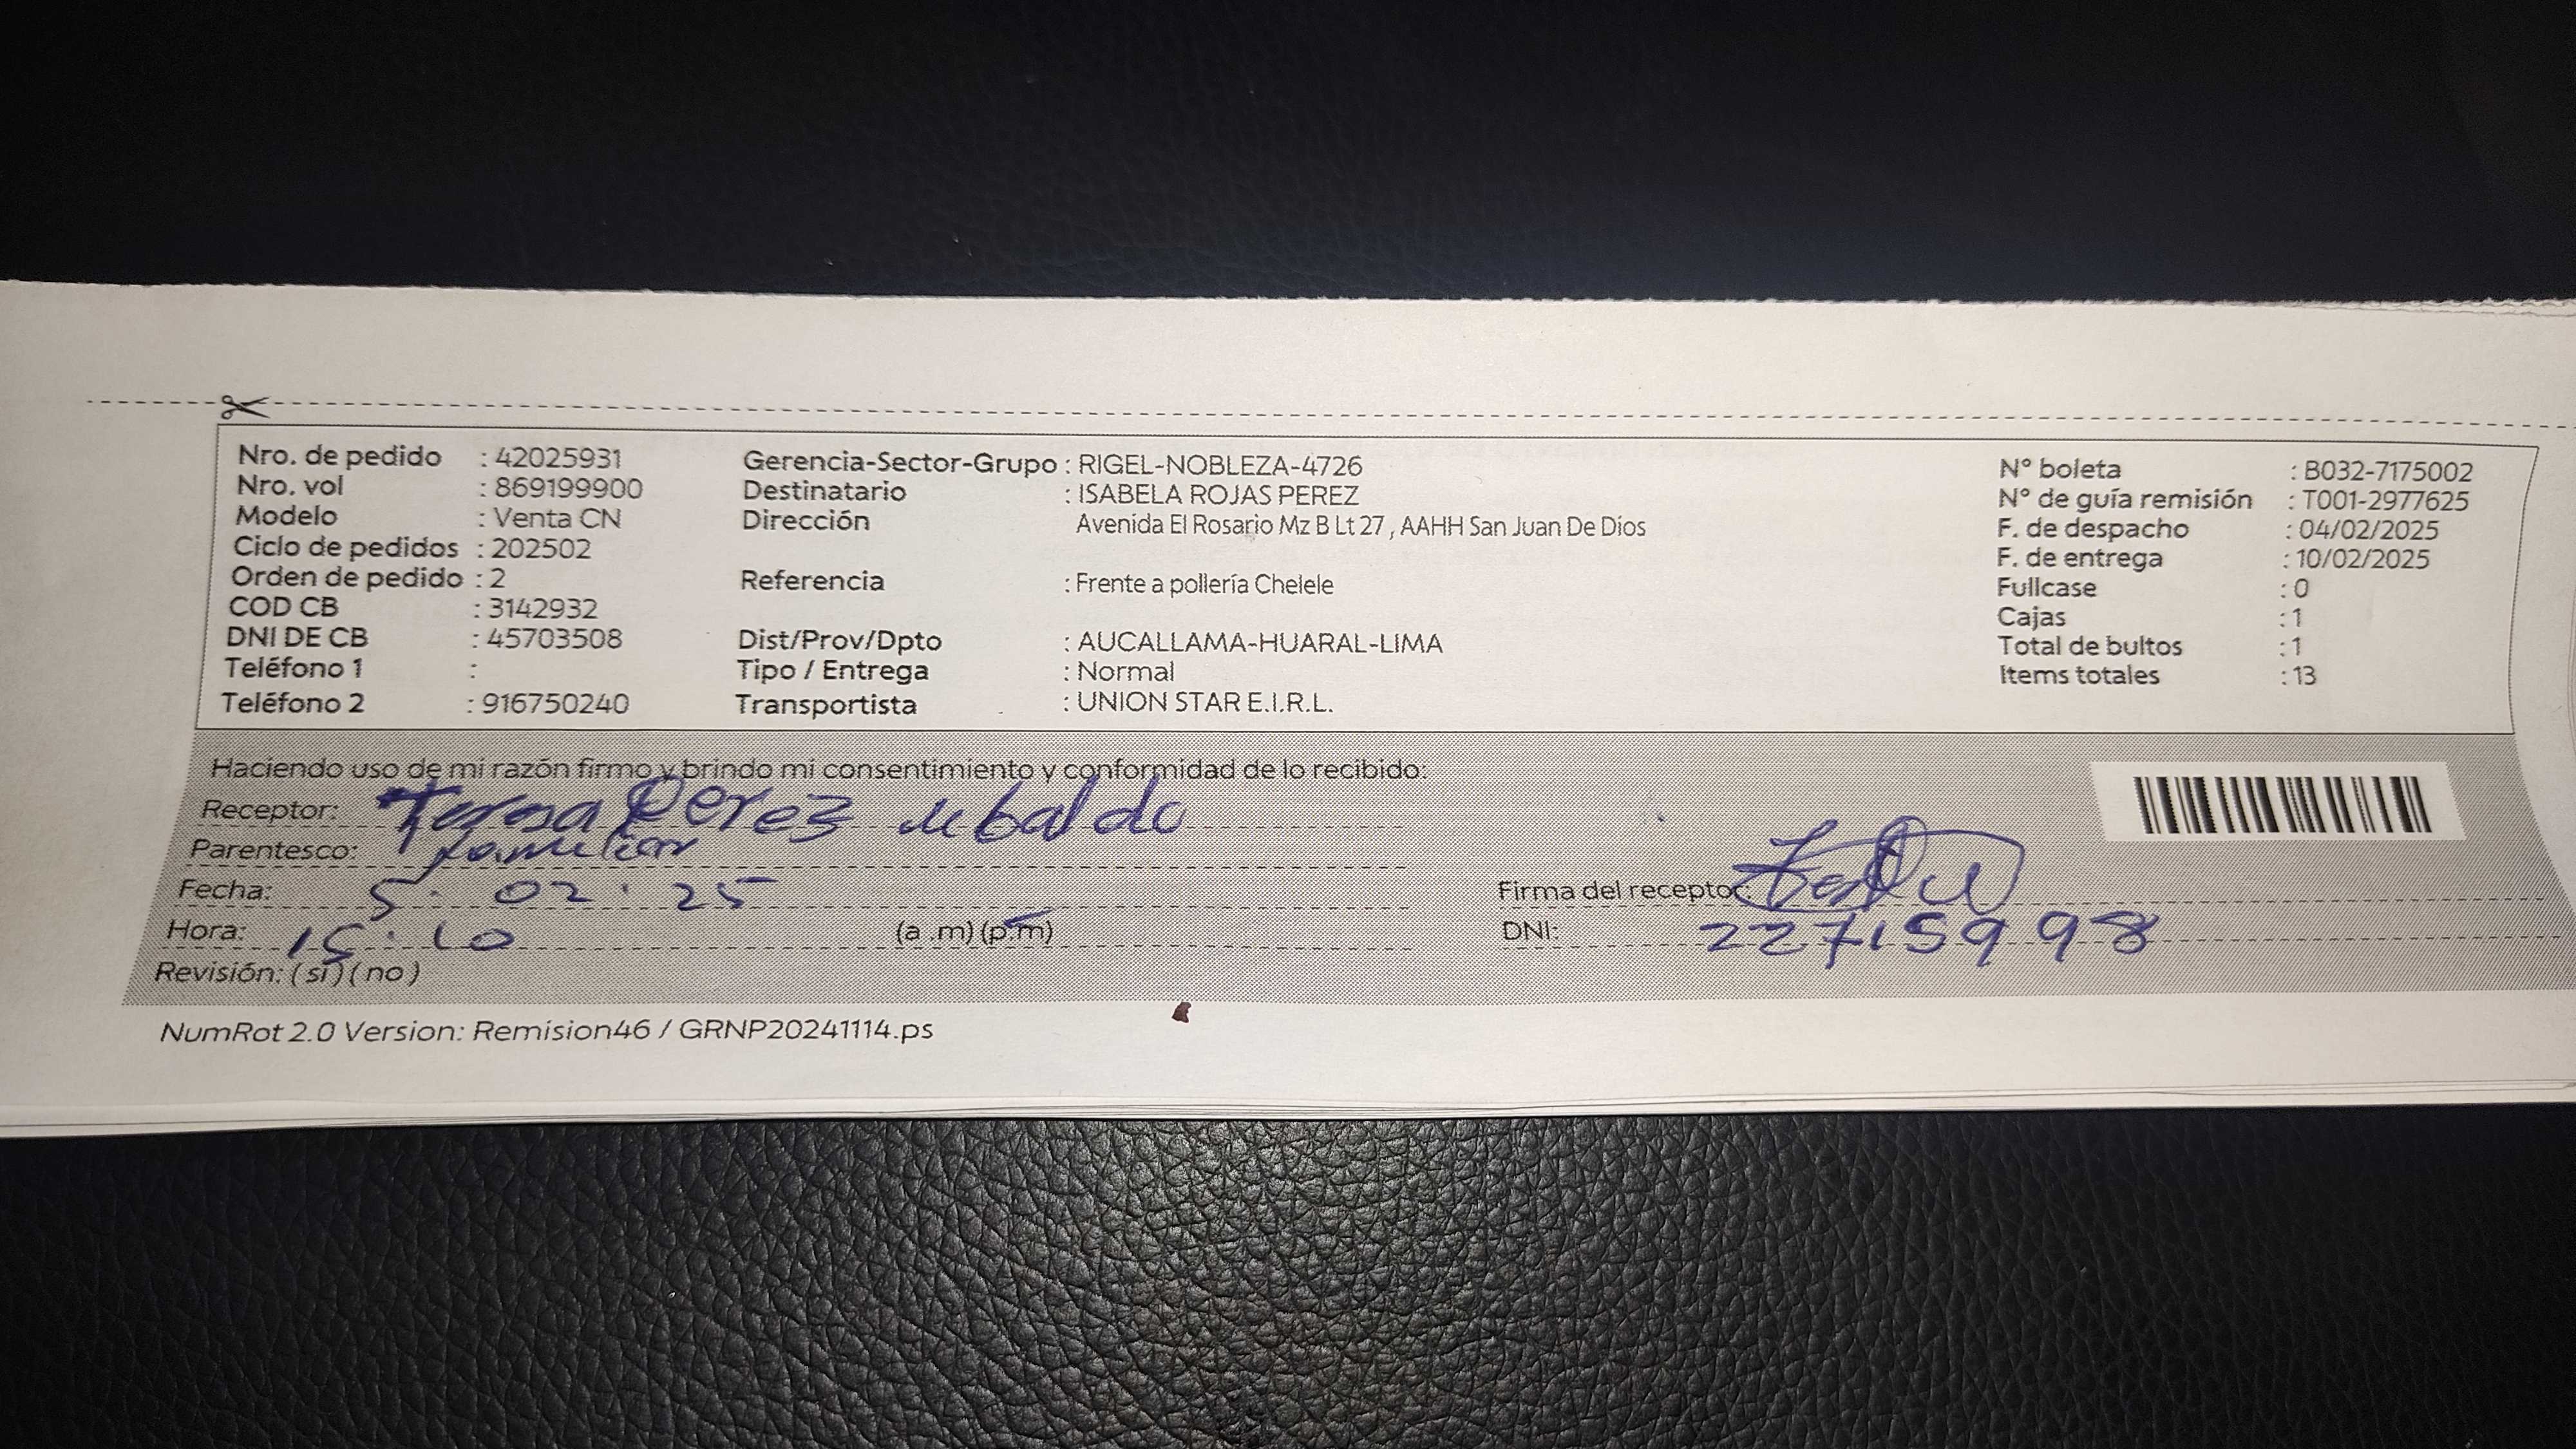 Nro. de pedido : 42025931
Nro. vol : 869199900
Modelo : Venta CN
Ciclo de pedidos : 202502
Orden de pedido : 2
COD CB : 3142932
DNI DE CB : 45703508
Teléfono 1 :
Teléfono 2 : 916750240
Gerencia-Sector-Grupo : RIGEL-NOBLEZA-4726
Destinatario : ISABELA ROJAS PEREZ
Dirección Avenida El Rosario Mz B Lt 27 , AAHH San Juan De Dios
Referencia : Frente a pollería Chelele
Dist/Prov/Dpto : AUCALLAMA-HUARAL-LIMA
Tipo / Entrega : Normal
Transportista : UNION STAR E.I.R.L.
N° boleta : B032-7175002
N° de guía remisión : T001-2977625
F. de despacho : 04/02/2025
F. de entrega : 10/02/2025
Fullcase : 0
Cajas : 1
Total de bultos : 1
Items totales : 13
Haciendo uso de mi razón firmo y brindo mi consentimiento y conformidad de lo recibido:
Receptor: Teresa Perez ubaldo
Parentesco: familiar
Fecha: 5 . 02 . 25
Hora: 15:10 (a .m) (p.m)
Revisión: ( si ) ( no )
Firma del receptor:
DNI: 22715998
NumRot 2.0 Version: Remision46 / GRNP20241114.ps